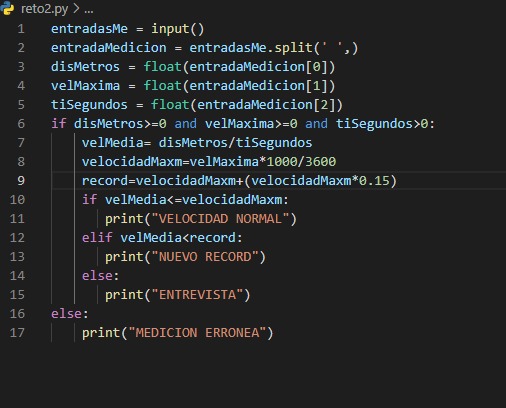 reto2.py > ...
1 entradasMe = input()
2 entradaMedicion = entradasMe.split(' ',)
3 disMetros = float(entradaMedicion[0])
4 velMaxima = float(entradaMedicion[1])
5 tiSegundos = float(entradaMedicion[2])
6 if disMetros>=0 and velMaxima>=0 and tiSegundos>0:
7     velMedia= disMetros/tiSegundos
8     velocidadMaxm=velMaxima*1000/3600
9     record=velocidadMaxm+(velocidadMaxm*0.15)
10     if velMedia<=velocidadMaxm:
11        print("VELOCIDAD NORMAL")
12     elif velMedia<record:
13        print("NUEVO RECORD")
14     else:
15        print("ENTREVISTA")
16 else:
17     print("MEDICION ERRONEA")